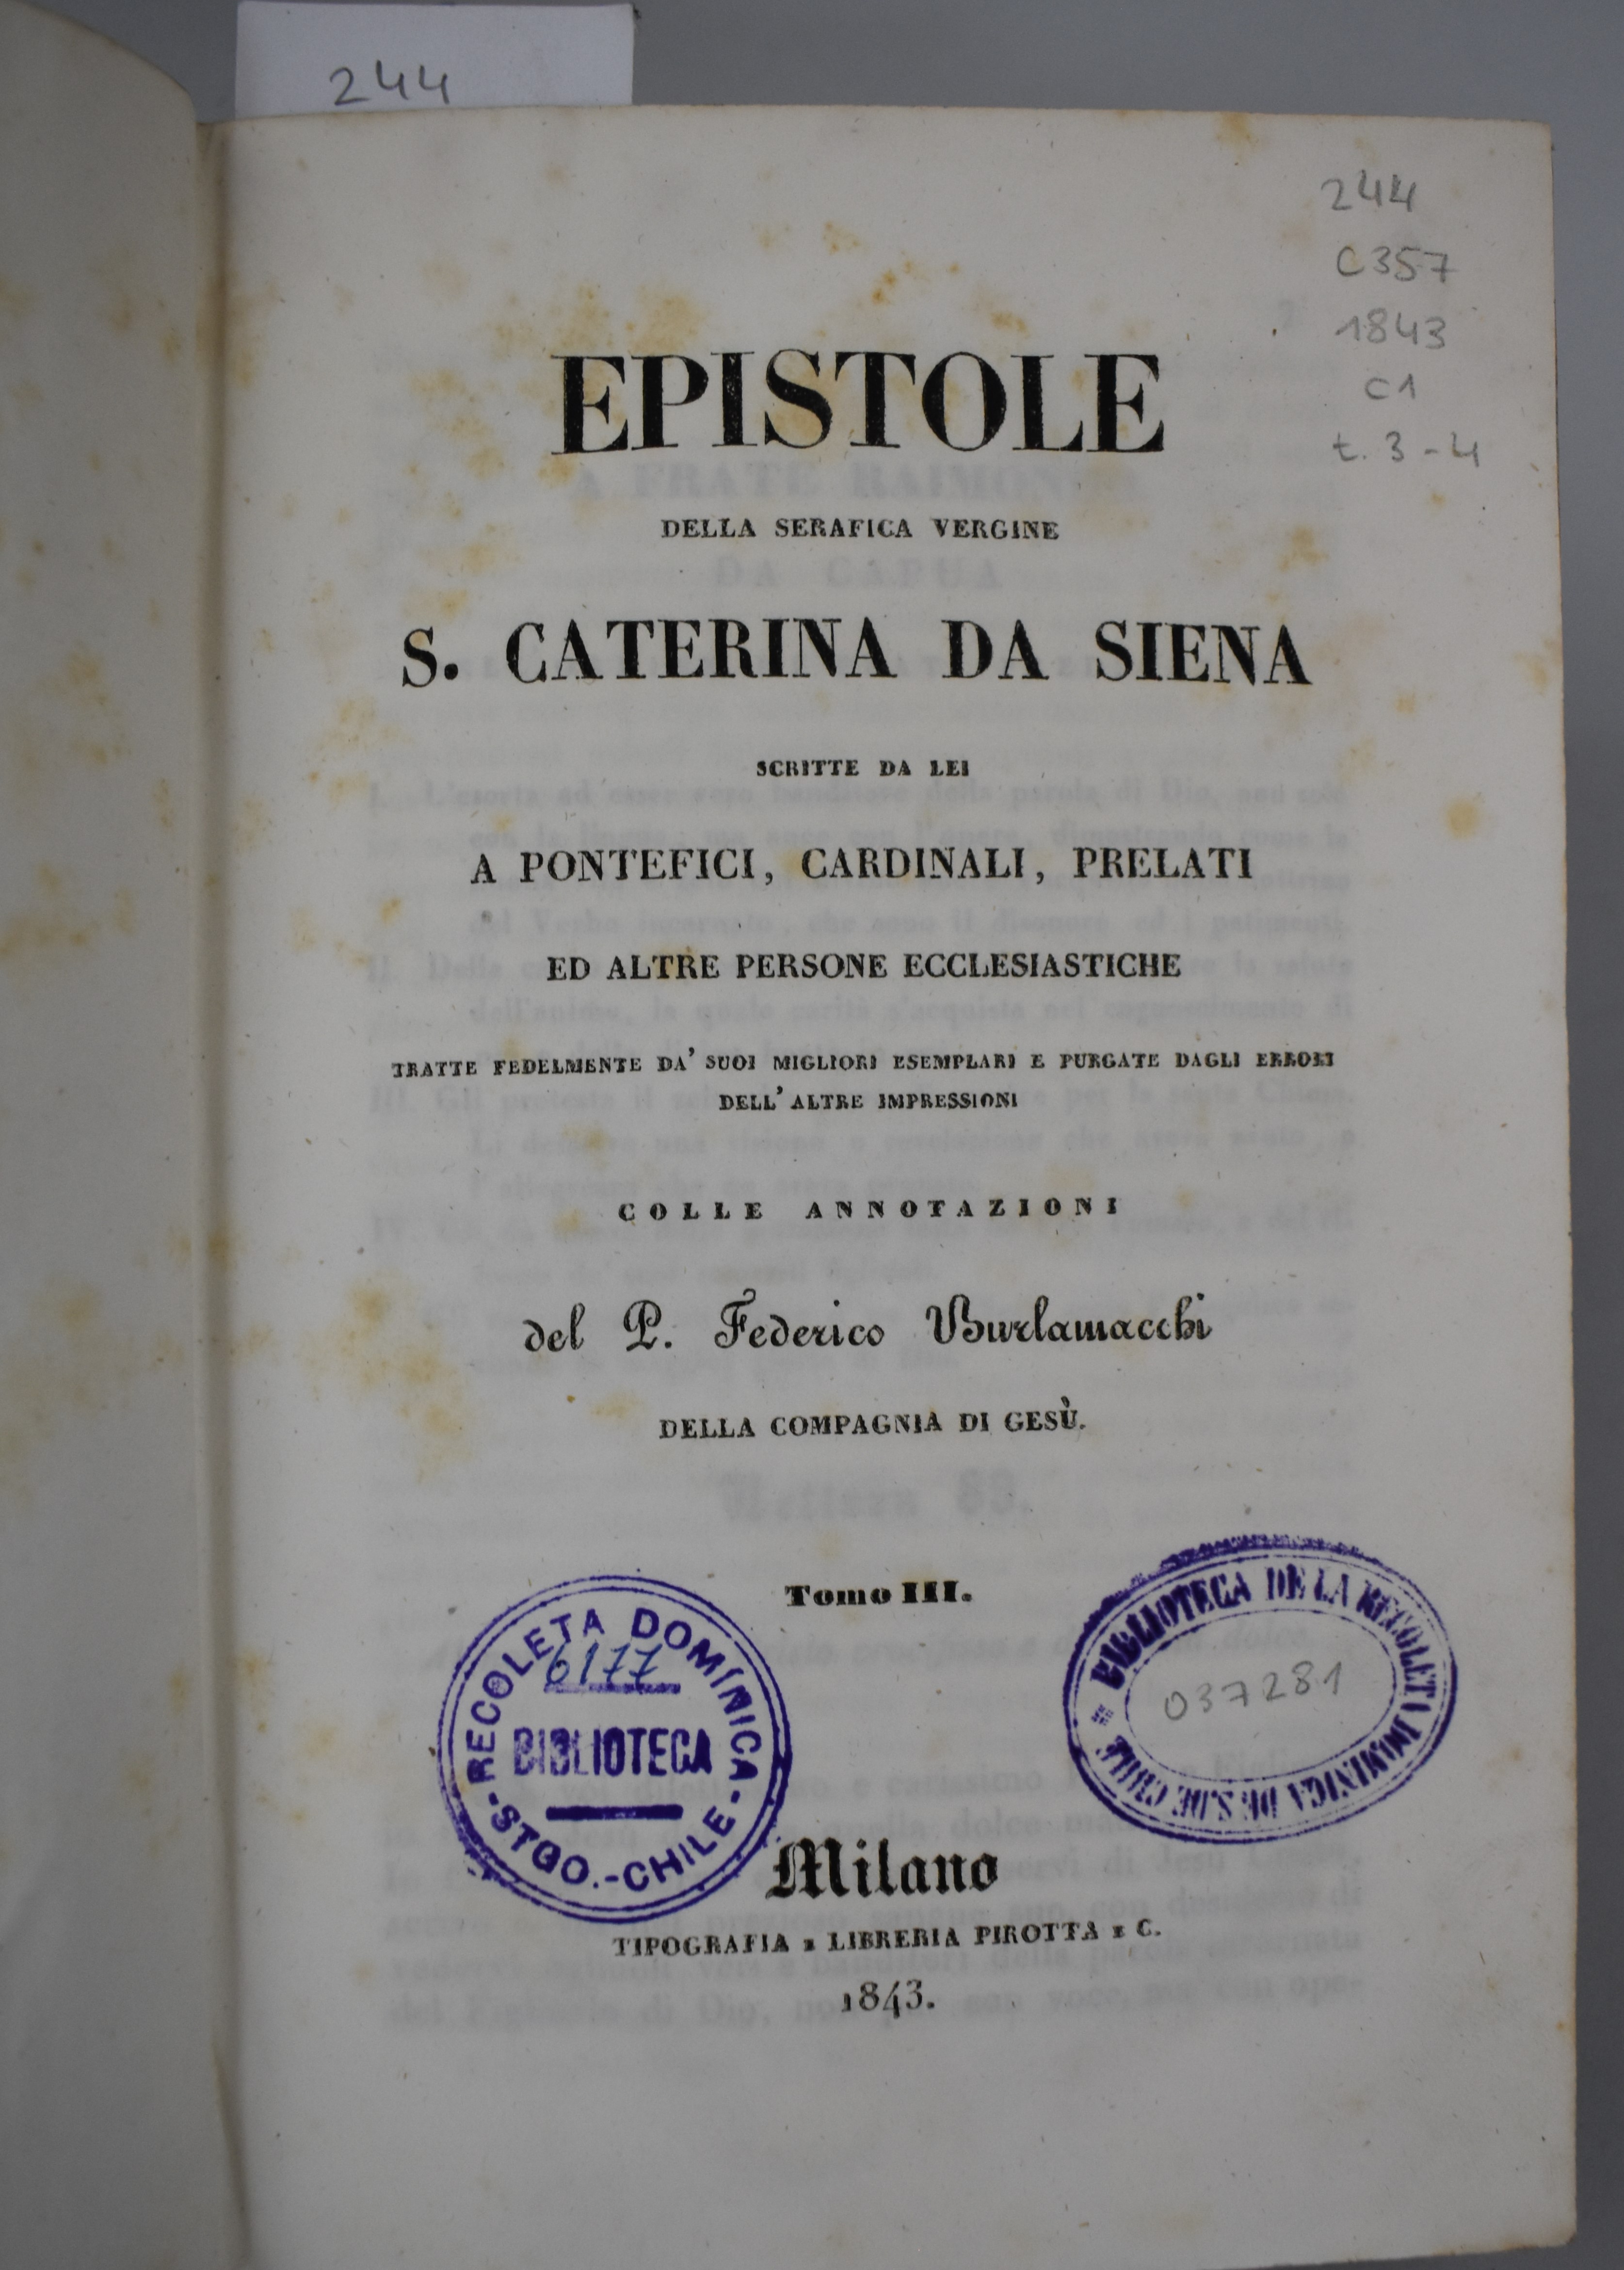 244
244
C357
1843
C1
t. 3-4
EPISTOLE
DELLA SERAFICA VERGINE
S. CATERINA DA SIENA
SCRITTE DA LEI
A PONTEFICI, CARDINALI, PRELATI
ED ALTRE PERSONE ECCLESIASTICHE
TRATTE FEDELMENTE DA' SUOI MIGLIORI ESEMPLARI E PURGATE DAGLI ERRORI
DELL' ALTRE IMPRESSIONI
COLLE ANNOTAZIONI
del P. Federico Burlamacchi
DELLA COMPAGNIA DI GESÙ.
Tomo III.
RECOLETA DOMÍNICA
6177
BIBLIOTECA
-STGO.-CHILE-
BIBLIOTECA DE LA RECOLETA DOMINICA DE S. DE CHILE
037281
Milano
TIPOGRAFIA E LIBRERIA PIROTTA E C.
1843.